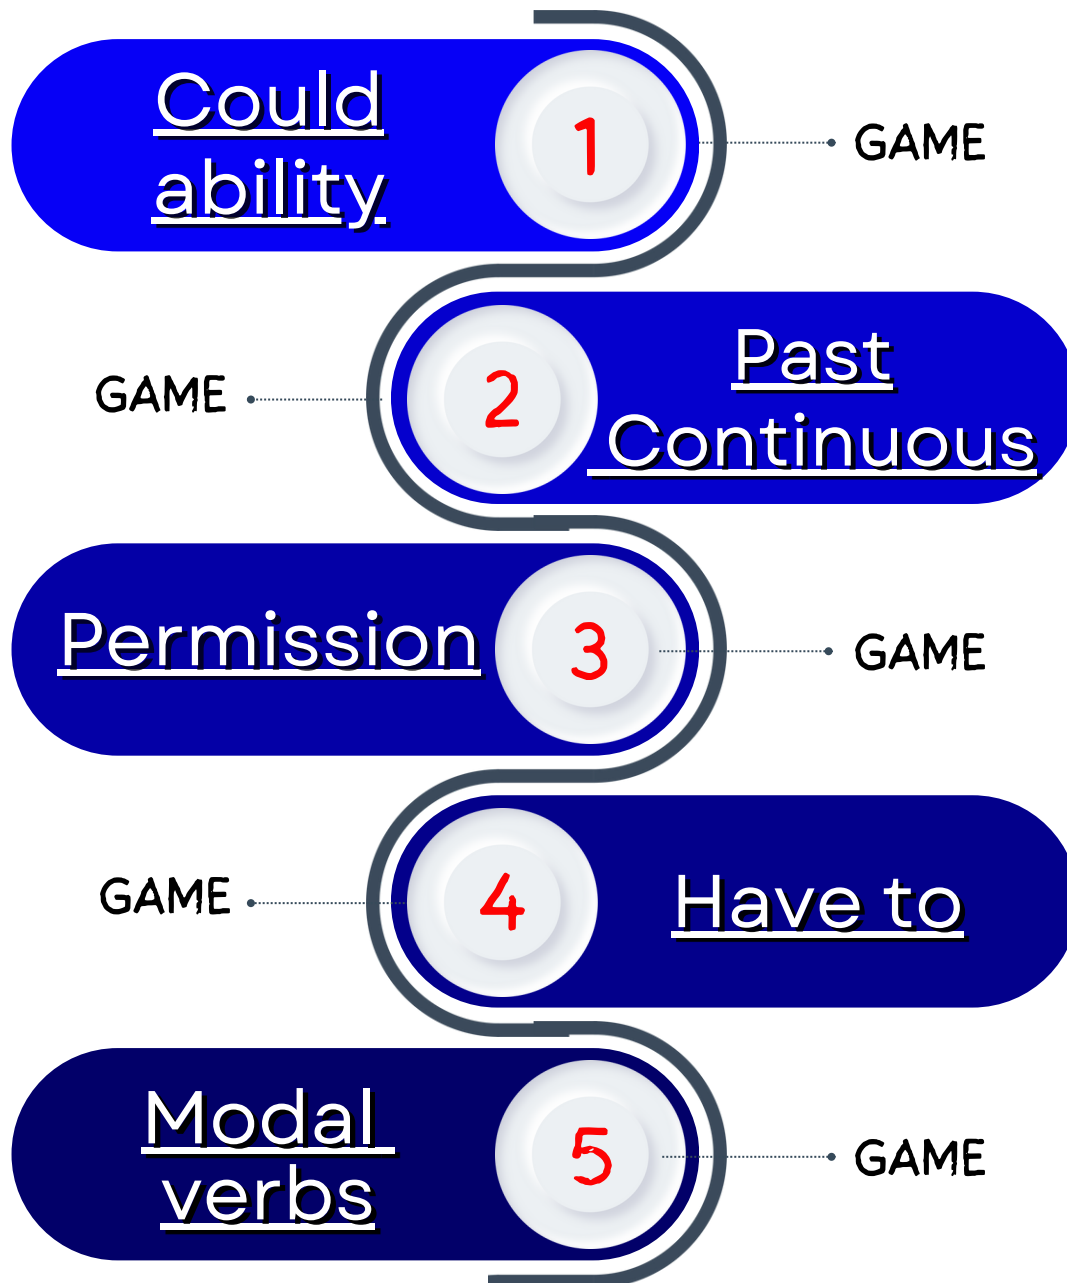 Could
ability
1
GAME
GAME
2
Past
Continuous
Permission
3
GAME
GAME
4
Have to
Modal
verbs
5
GAME